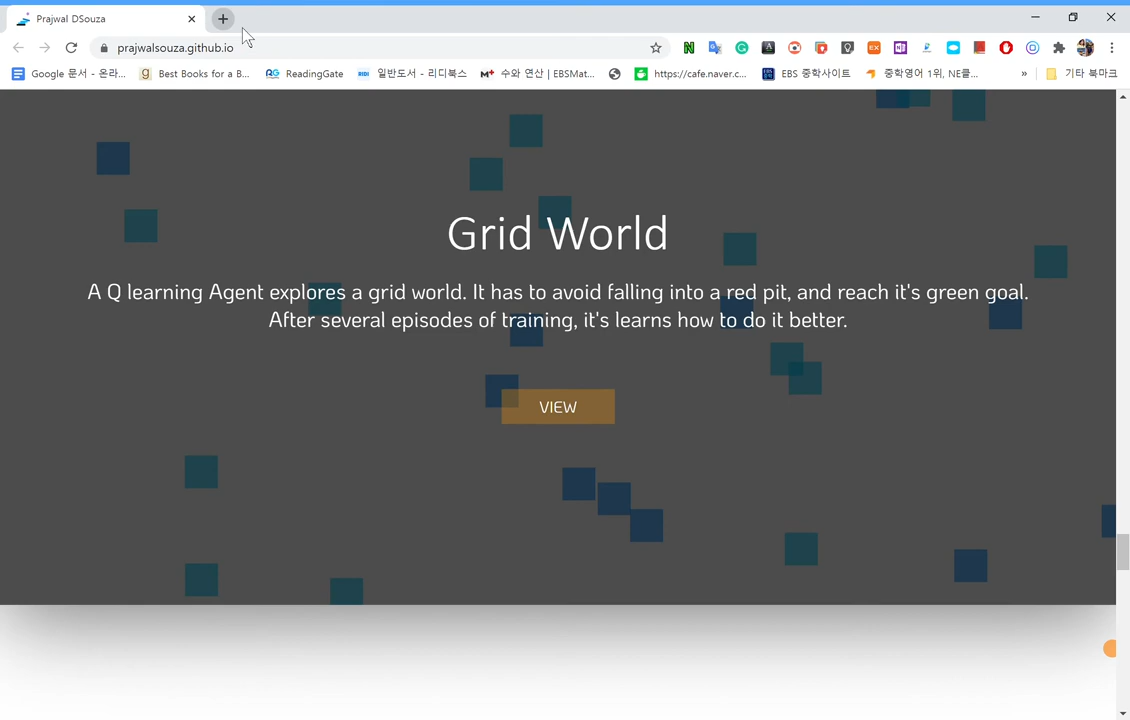 Prajwal DSouza
prajwalsouza.github.io
Google 문서 - 온라...
Best Books for a B...
ReadingGate
RIDI 일반도서 - 리디북스
수와 연산 | EBSMat...
https://cafe.naver.c...
EBS 중학사이트
중학영어 1위, NE클...
»
기타 북마크
Grid World
A Q learning Agent explores a grid world. It has to avoid falling into a red pit, and reach it's green goal.
After several episodes of training, it's learns how to do it better.
VIEW